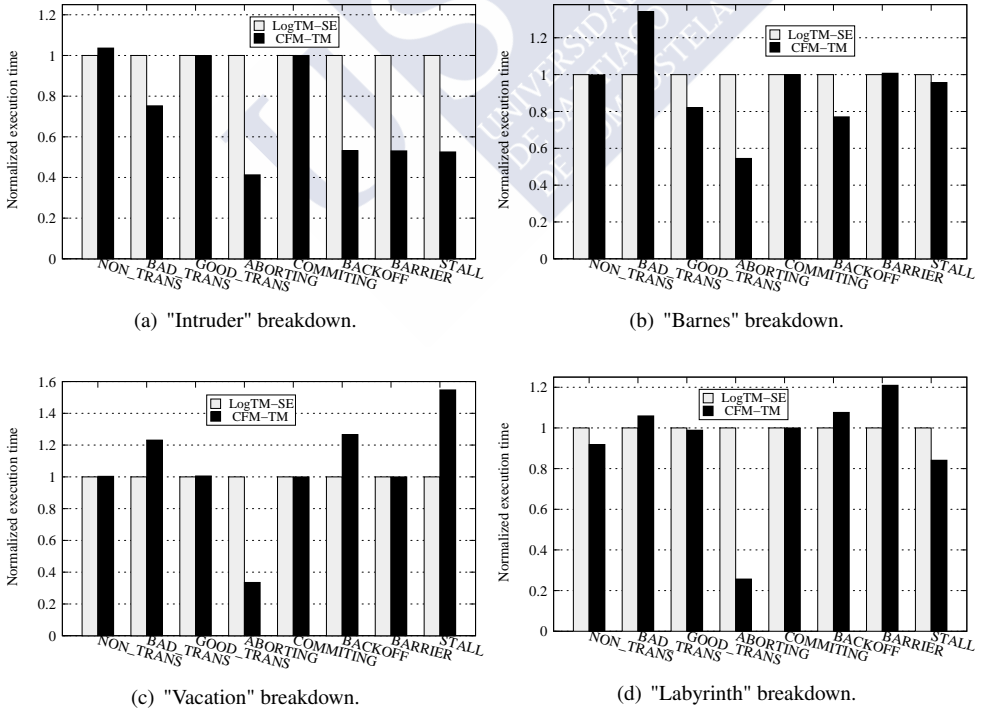 Normalized execution time
1.2
1
0.8
0.6
0.4
0.2
0
LogTM−SE
CFM−TM
NON_TRANS
BAD_TRANS
GOOD_TRANS
ABORTING
COMMITING
BACKOFF
BARRIER
STALL
(a) "Intruder" breakdown.
Normalized execution time
1.2
1
0.8
0.6
0.4
0.2
0
LogTM−SE
CFM−TM
NON_TRANS
BAD_TRANS
GOOD_TRANS
ABORTING
COMMITING
BACKOFF
BARRIER
STALL
(b) "Barnes" breakdown.
Normalized execution time
1.6
1.4
1.2
1
0.8
0.6
0.4
0.2
0
LogTM−SE
CFM−TM
NON_TRANS
BAD_TRANS
GOOD_TRANS
ABORTING
COMMITING
BACKOFF
BARRIER
STALL
(c) "Vacation" breakdown.
Normalized execution time
1.2
1
0.8
0.6
0.4
0.2
0
LogTM−SE
CFM−TM
NON_TRANS
BAD_TRANS
GOOD_TRANS
ABORTING
COMMITING
BACKOFF
BARRIER
STALL
(d) "Labyrinth" breakdown.